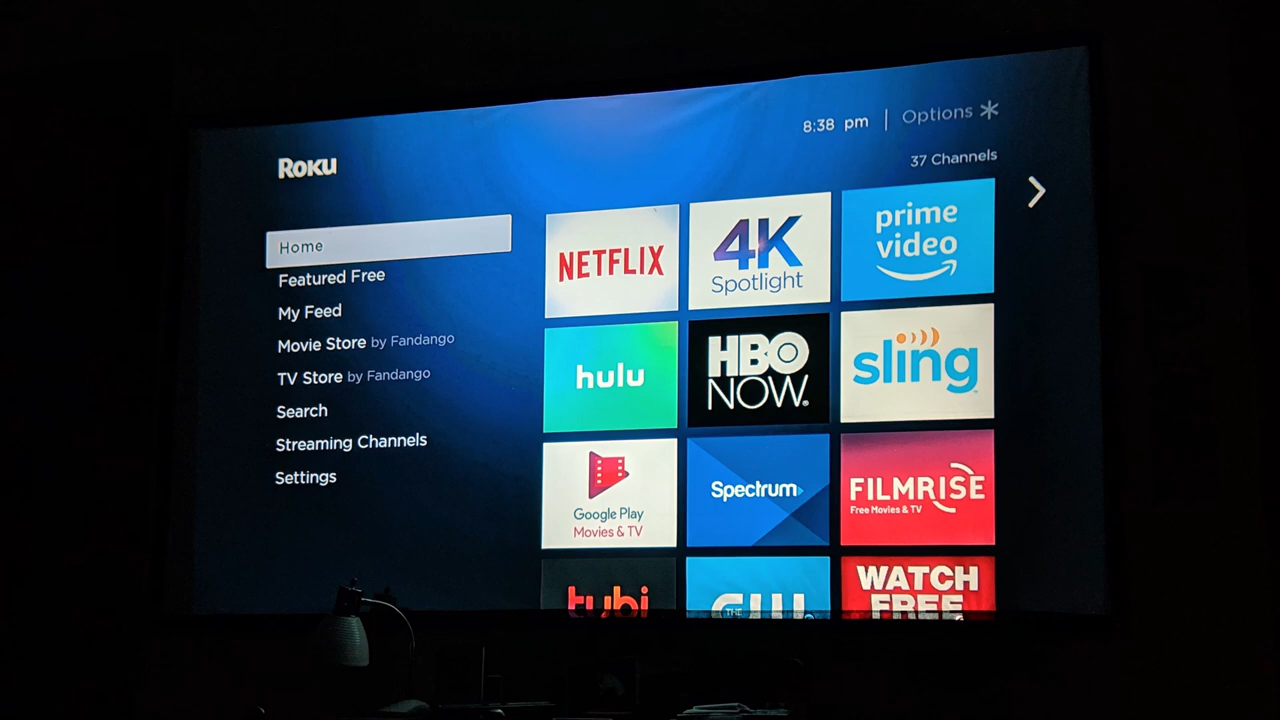 8:38 pm | Options
37 Channels
ROKU
Home
Featured Free
My Feed
Movie Store by Fandango
TV Store by Fandango
Search
Streaming Channels
Settings
NETFLIX
4K
Spotlight
prime
video
hulu
HBO
NOW.
sling
Google Play
Movies & TV
Spectrum
FILMRISE
Free Movies & TV
tubi
THE CW
WATCH
FREE